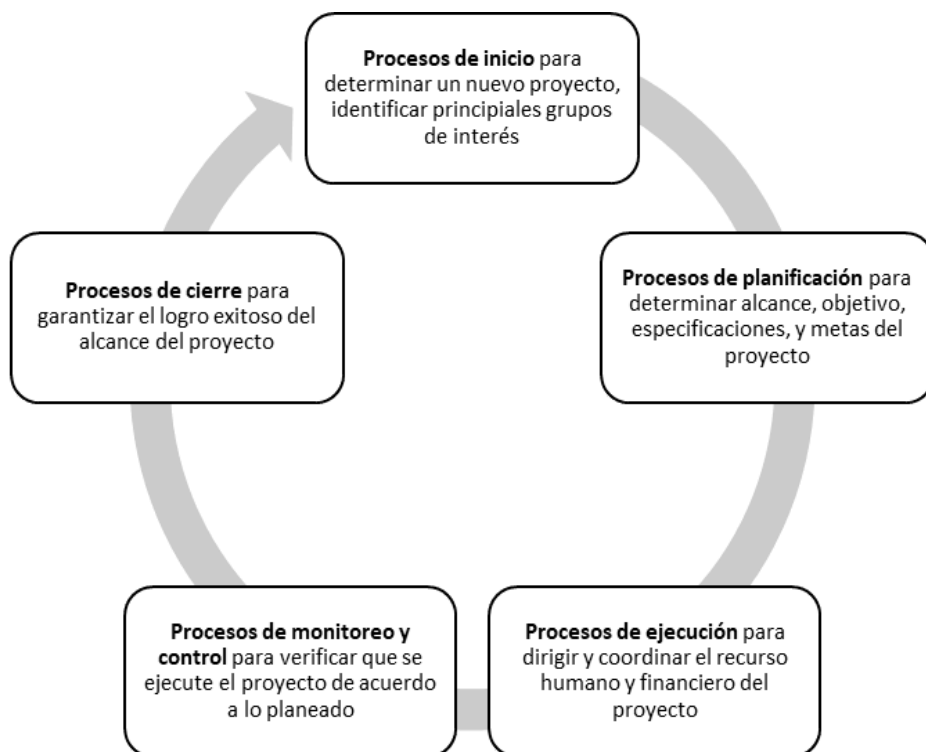 Procesos de inicio para
determinar un nuevo proyecto,
identificar principiales grupos
de interés
Procesos de planificación para
determinar alcance, objetivo,
especificaciones, y metas del
proyecto
Procesos de ejecución para
dirigir y coordinar el recurso
humano y financiero del
proyecto
Procesos de monitoreo y
control para verificar que se
ejecute el proyecto de acuerdo
a lo planeado
Procesos de cierre para
garantizar el logro exitoso del
alcance del proyecto